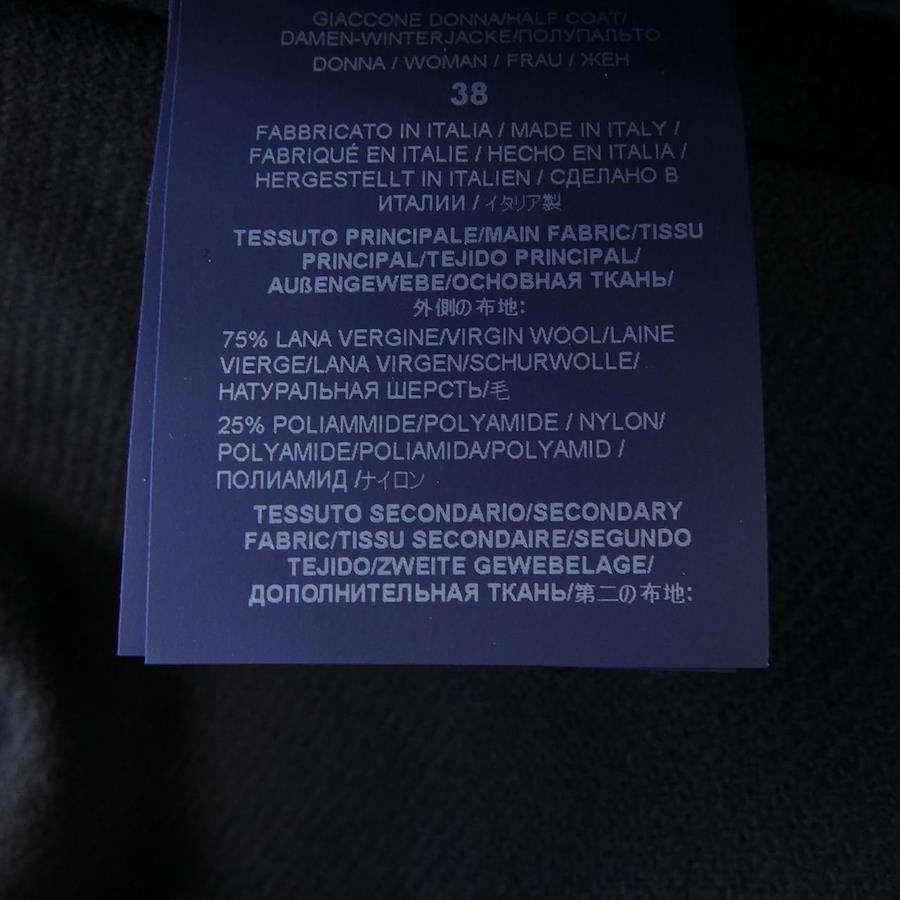 GIACCONE DONNA/HALF COAT/
DAMEN-WINTERJACKE/ПОЛУПАЛЬТО
DONNA / WOMAN / FRAU / ЖЕН
38
FABBRICATO IN ITALIA / MADE IN ITALY /
FABRIQUÉ EN ITALIE / HECHO EN ITALIA /
HERGESTELLT IN ITALIEN / СДЕЛАНО В
ИТАЛИИ / イタリア製
TESSUTO PRINCIPALE/MAIN FABRIC/TISSU
PRINCIPAL/TEJIDO PRINCIPAL/
AUßENGEWEBE/ОСНОВНАЯ ТКАНЬ/
外側の布地:
75% LANA VERGINE/VIRGIN WOOL/LAINE
VIERGE/LANA VIRGEN/SCHURWOLLE/
НАТУРАЛЬНАЯ ШЕРСТЬ/毛
25% POLIAMMIDE/POLYAMIDE / NYLON/
POLYAMIDE/POLIAMIDA/POLYAMID /
ПОЛИАМИД /ナイロン
TESSUTO SECONDARIO/SECONDARY
FABRIC/TISSU SECONDAIRE/SEGUNDO
TEJIDO/ZWEITE GEWEBELAGE/
ДОПОЛНИТЕЛЬНАЯ ТКАНЬ/第二の布地: